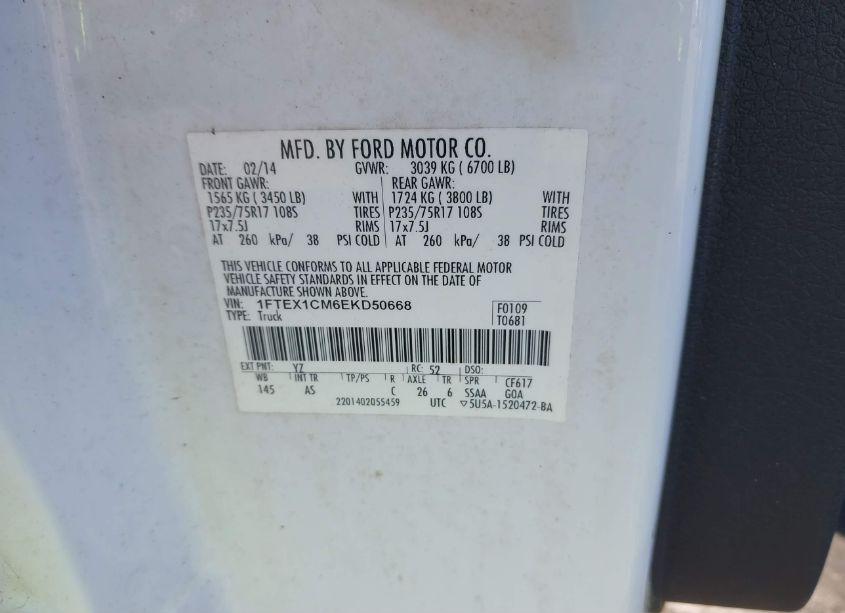 MFD. BY FORD MOTOR CO.
DATE: 02/14 GVWR: 3039 KG ( 6700 LB)
FRONT GAWR: REAR GAWR:
1565 KG ( 3450 LB) WITH 1724 KG ( 3800 LB) WITH
P235/75R17 108S TIRES P235/75R17 108S TIRES
17x7.5J RIMS 17x7.5J RIMS
AT 260 kPa/ 38 PSI COLD AT 260 kPa/ 38 PSI COLD
THIS VEHICLE CONFORMS TO ALL APPLICABLE FEDERAL MOTOR
VEHICLE SAFETY STANDARDS IN EFFECT ON THE DATE OF
MANUFACTURE SHOWN ABOVE.
VIN: 1FTEX1CM6EKD50668 F0109
TYPE: Truck T0681
EXT PNT: YZ RC: 52 DSO:
WB INT TR TP/PS R AXLE TR SPR CF617
145 AS C 26 6 SSAA GOA
2201402055459 UTC ▽5U5A-1520472-BA